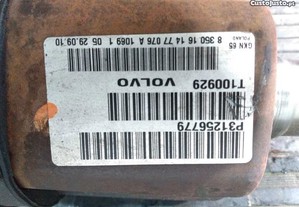 CustoJusto.pt
GKN 65
POLAND
8 350 16 14 77 076 A 1069 1 05 29.09.10
VOLVO
T100929
P31256779